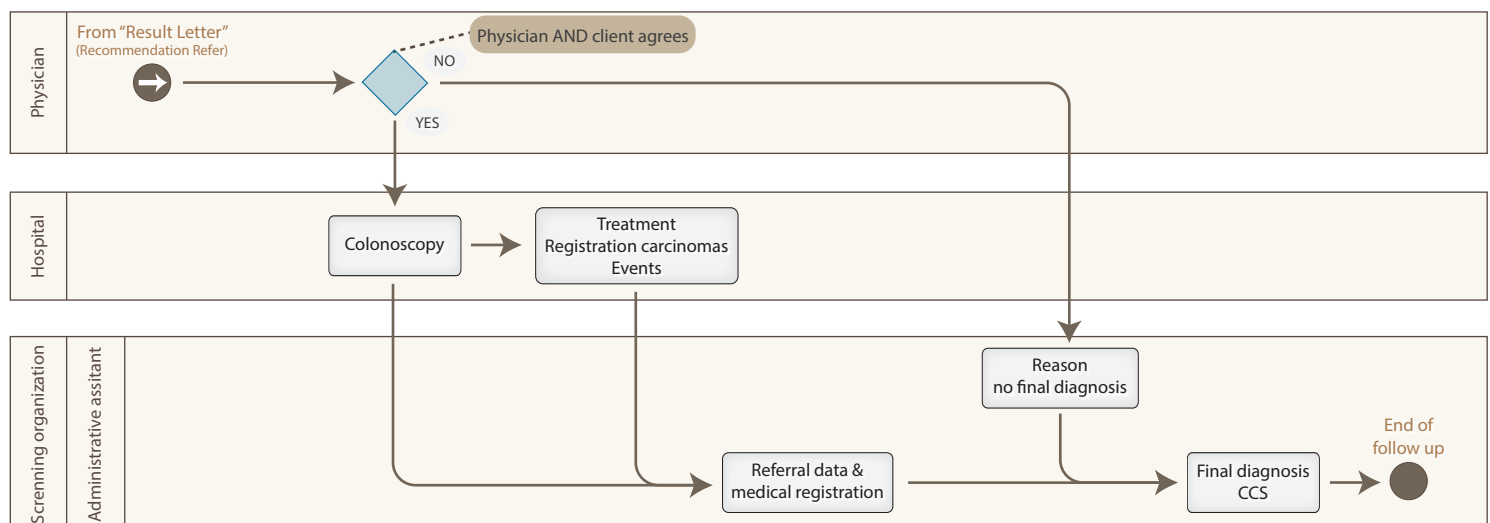 Physician
From “Result Letter”
(Recommendation Refer)
Physician AND client agrees
NO
YES
Hospital
Colonoscopy
Treatment
Registration carcinomas
Events
Screnning organization
Administrative assitant
Reason
no final diagnosis
Referral data &
medical registration
Final diagnosis
CCS
End of
follow up